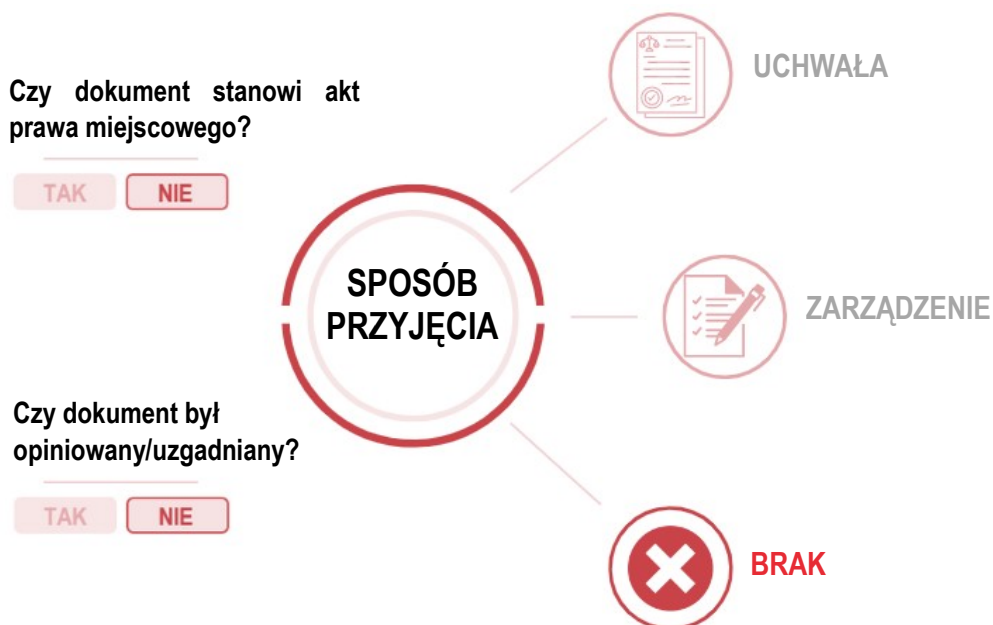 Czy dokument stanowi akt
prawa miejscowego?
TAK NIE
Czy dokument był
opiniowany/uzgadniany?
TAK NIE
SPOSÓB
PRZYJĘCIA
UCHWAŁA
ZARZĄDZENIE
BRAK